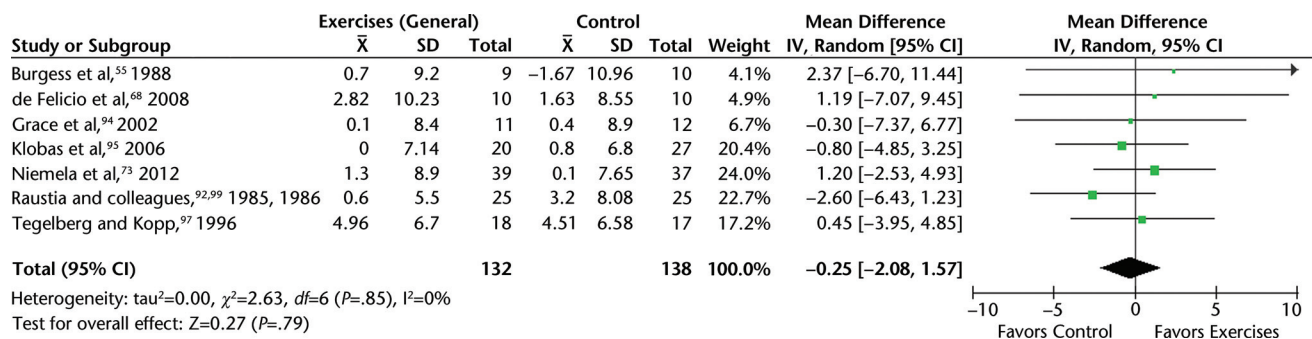 Exercises (General) Control Mean Difference Mean Difference
Study or Subgroup X̄ SD Total X̄ SD Total Weight IV, Random [95% CI] IV, Random, 95% CI
Burgess et al,⁵⁵ 1988 0.7 9.2 9 –1.67 10.96 10 4.1% 2.37 [–6.70, 11.44]
de Felicio et al,⁶⁸ 2008 2.82 10.23 10 1.63 8.55 10 4.9% 1.19 [–7.07, 9.45]
Grace et al,⁹⁴ 2002 0.1 8.4 11 0.4 8.9 12 6.7% –0.30 [–7.37, 6.77]
Klobas et al,⁹⁵ 2006 0 7.14 20 0.8 6.8 27 20.4% –0.80 [–4.85, 3.25]
Niemela et al,⁷³ 2012 1.3 8.9 39 0.1 7.65 37 24.0% 1.20 [–2.53, 4.93]
Raustia and colleagues,⁹²,⁹⁹ 1985, 1986 0.6 5.5 25 3.2 8.08 25 22.7% –2.60 [–6.43, 1.23]
Tegelberg and Kopp,⁹⁷ 1996 4.96 6.7 18 4.51 6.58 17 17.2% 0.45 [–3.95, 4.85]
Total (95% CI) 132 138 100.0% –0.25 [–2.08, 1.57]
Heterogeneity: tau²=0.00, χ²=2.63, df=6 (P=.85), I²=0%
Test for overall effect: Z=0.27 (P=.79)
–10 –5 0 5 10
Favors Control Favors Exercises